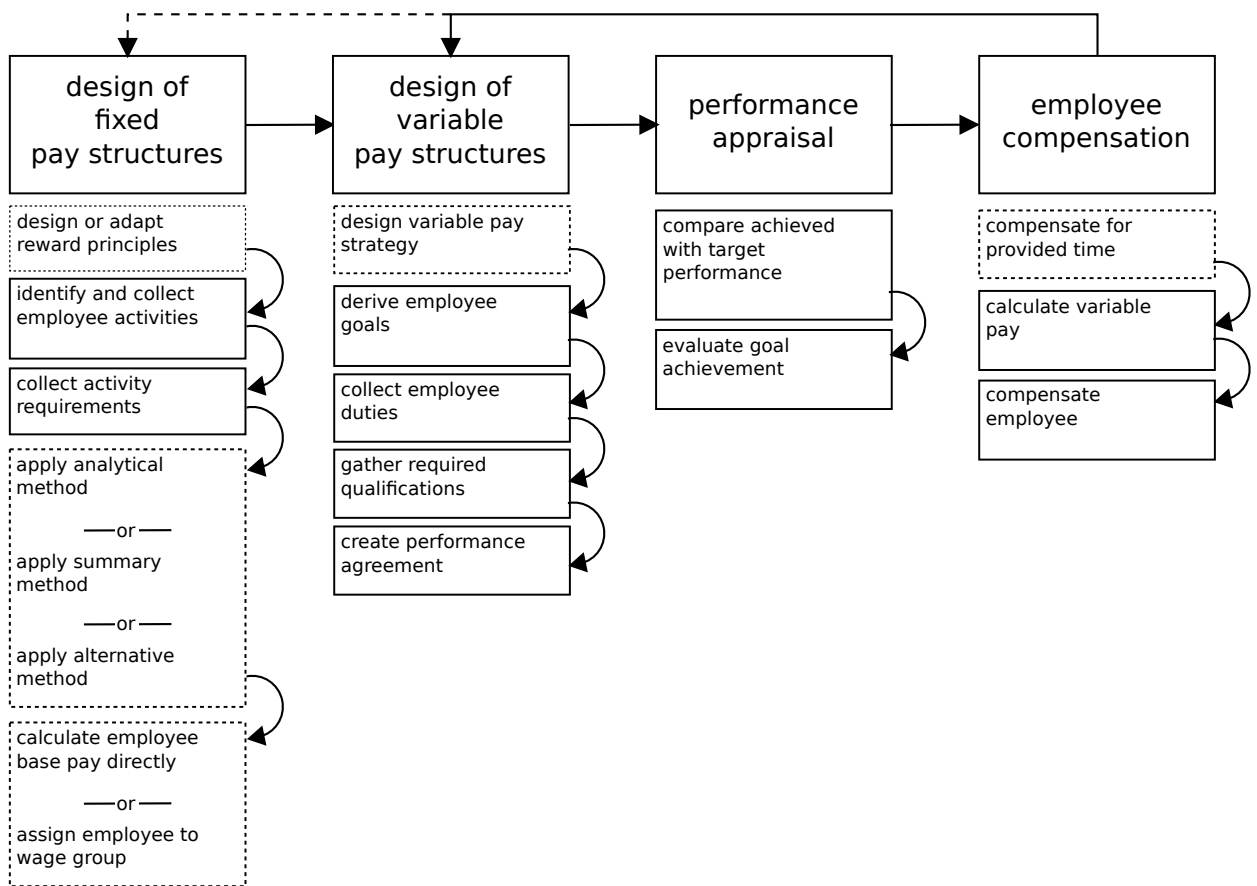 design of
fixed
pay structures
design of
variable
pay structures
performance
appraisal
employee
compensation
design or adapt
reward principles
identify and collect
employee activities
collect activity
requirements
apply analytical
method
or
apply summary
method
or
apply alternative
method
calculate employee
base pay directly
or
assign employee to
wage group
design variable pay
strategy
derive employee
goals
collect employee
duties
gather required
qualifications
create performance
agreement
compare achieved
with target
performance
evaluate goal
achievement
compensate for
provided time
calculate variable
pay
compensate
employee